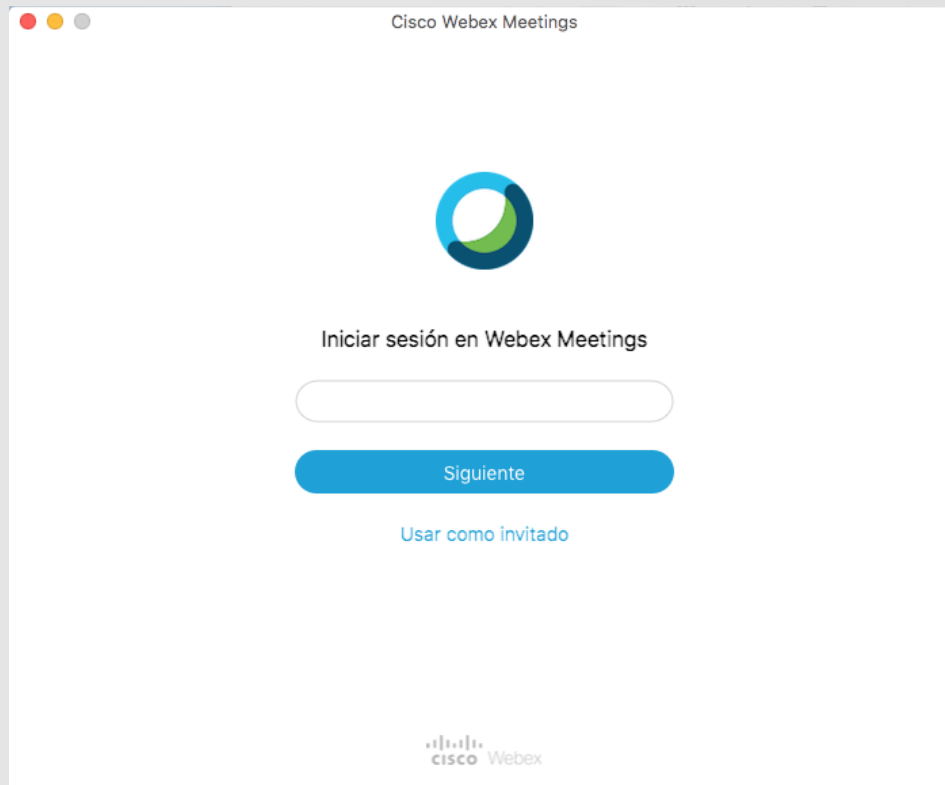 Cisco Webex Meetings
Iniciar sesión en Webex Meetings
Siguiente
Usar como invitado
CISCO Webex